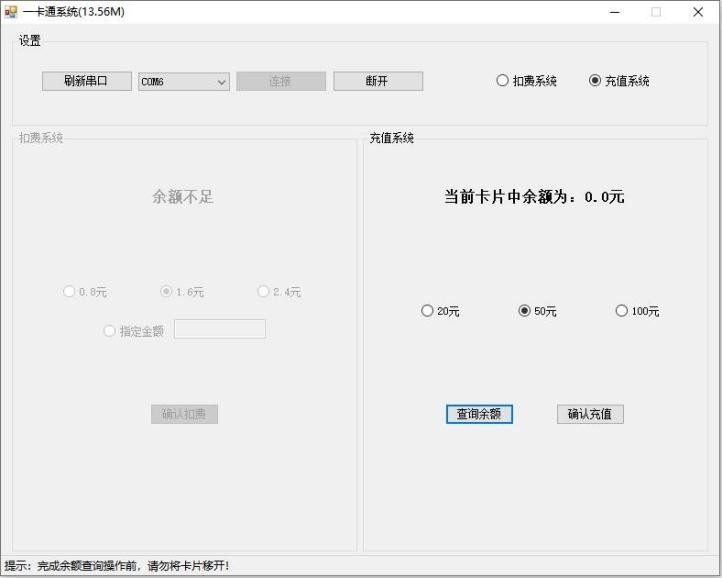 一卡通系统(13.56M)
设置
刷新串口 COM6 连接 断开 扣费系统 充值系统
扣费系统 充值系统
余额不足 当前卡片中余额为：0.0元
0.8元 1.6元 2.4元
20元 50元 100元
指定金额
确认扣费 查询余额 确认充值
提示：完成余额查询操作前，请勿将卡片移开!